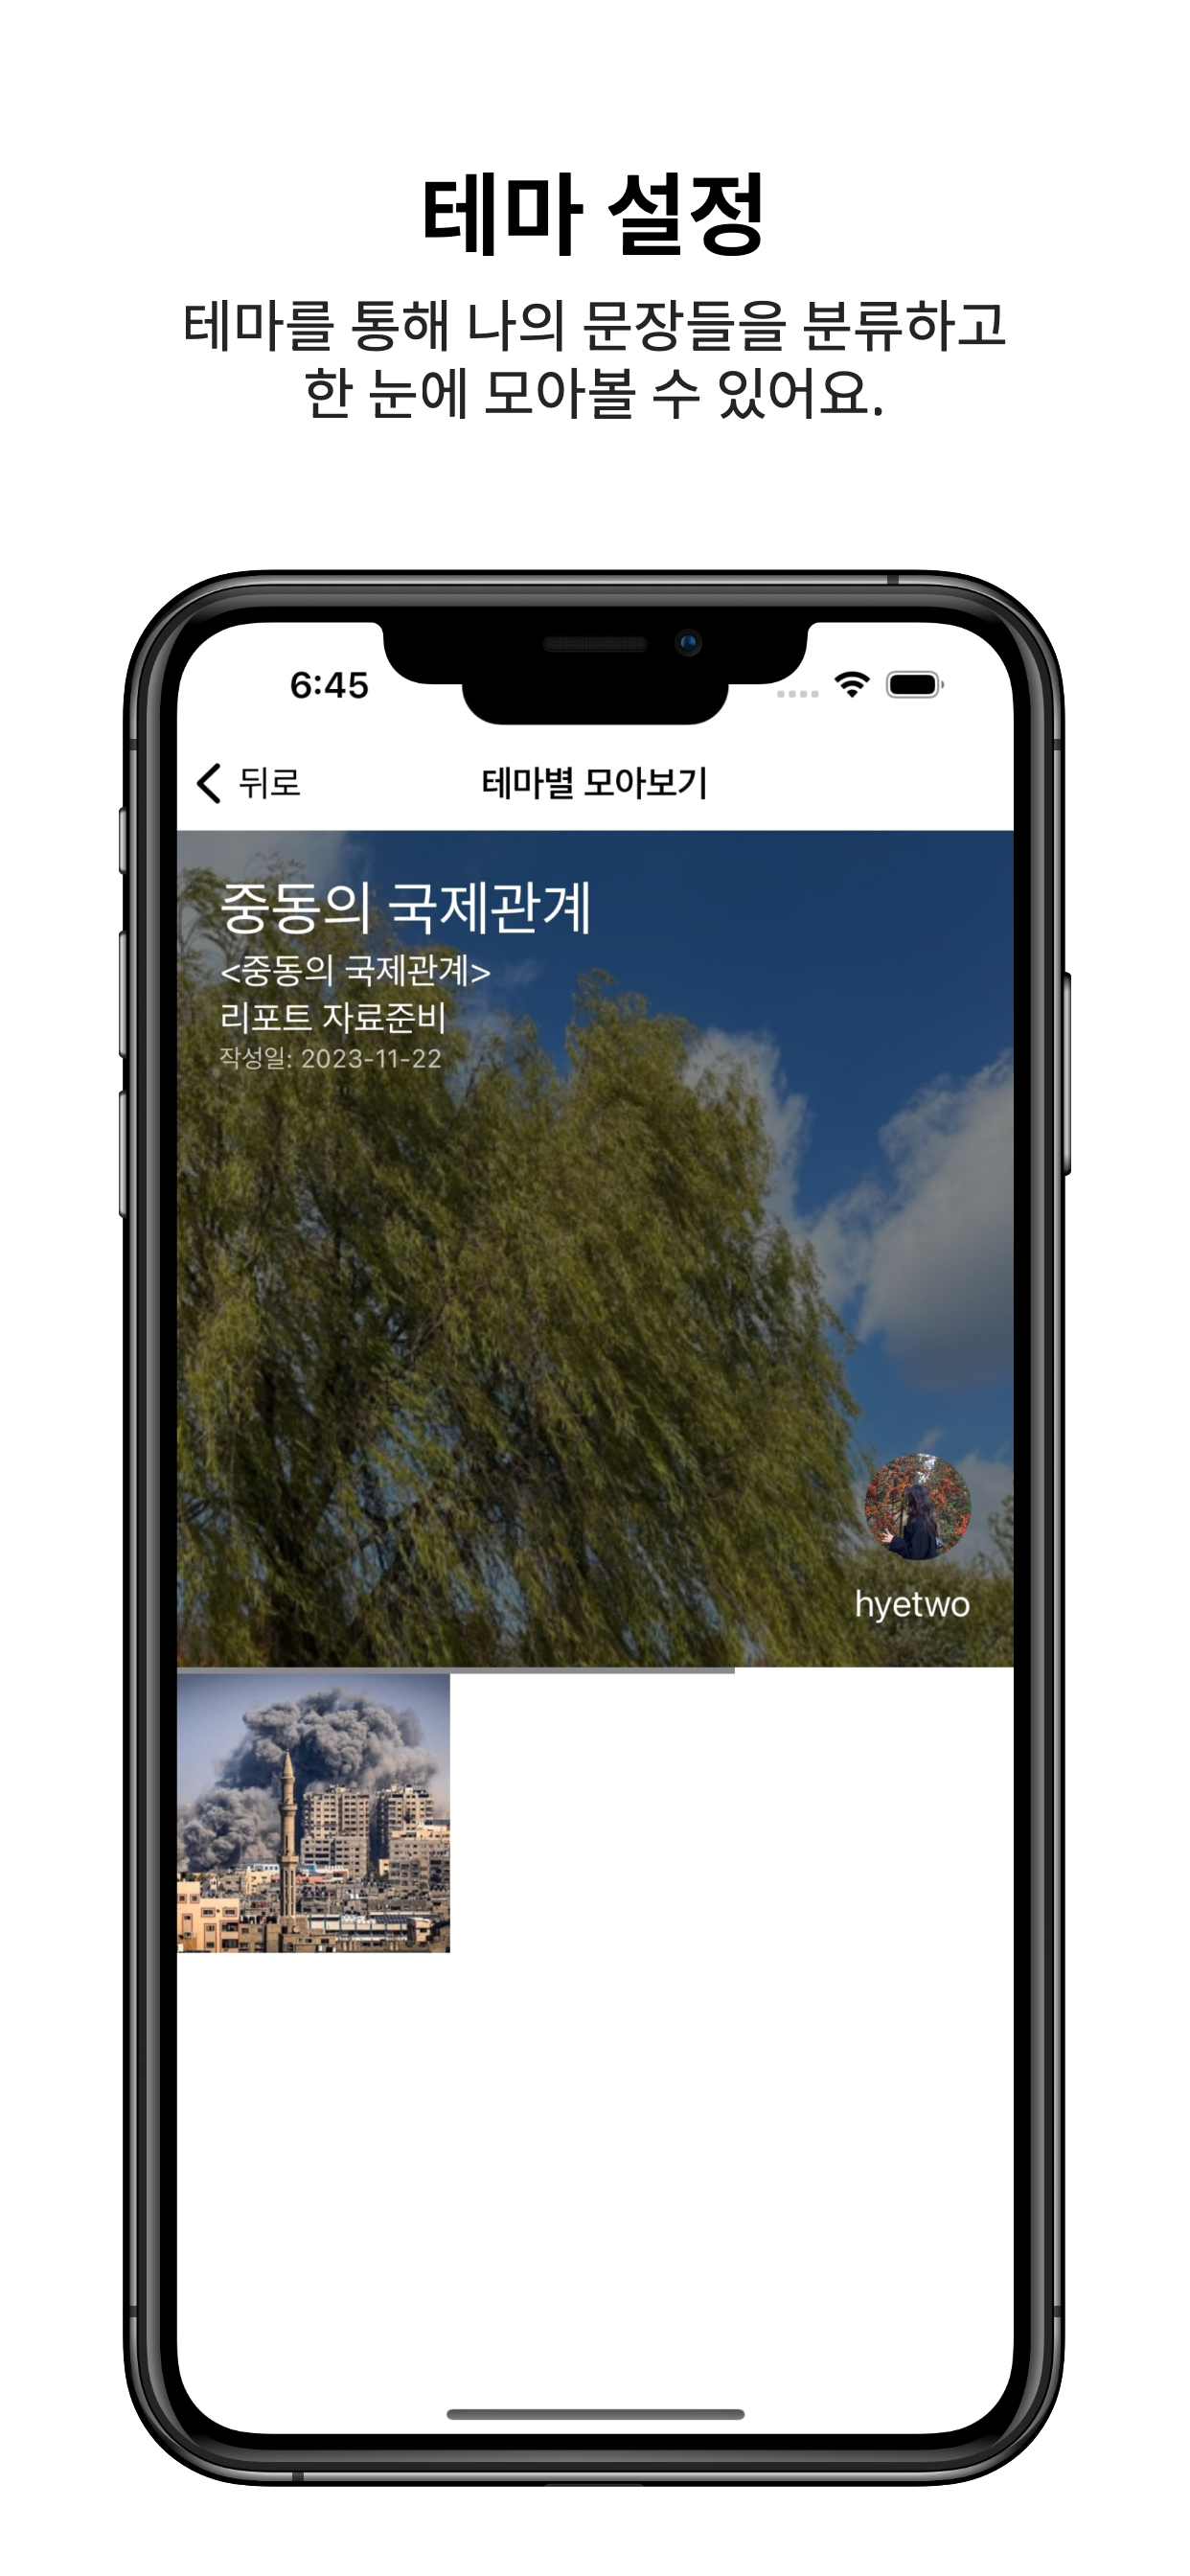 테마 설정
테마를 통해 나의 문장들을 분류하고
한 눈에 모아볼 수 있어요.
6:45
뒤로
테마별 모아보기
중동의 국제관계
<중동의 국제관계>
리포트 자료준비
작성일: 2023-11-22
hyetwo